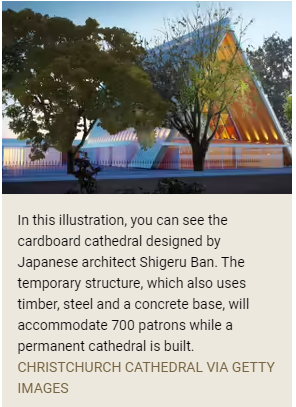 In this illustration, you can see the
cardboard cathedral designed by
Japanese architect Shigeru Ban. The
temporary structure, which also uses
timber, steel and a concrete base, will
accommodate 700 patrons while a
permanent cathedral is built.
CHRISTCHURCH CATHEDRAL VIA GETTY
IMAGES